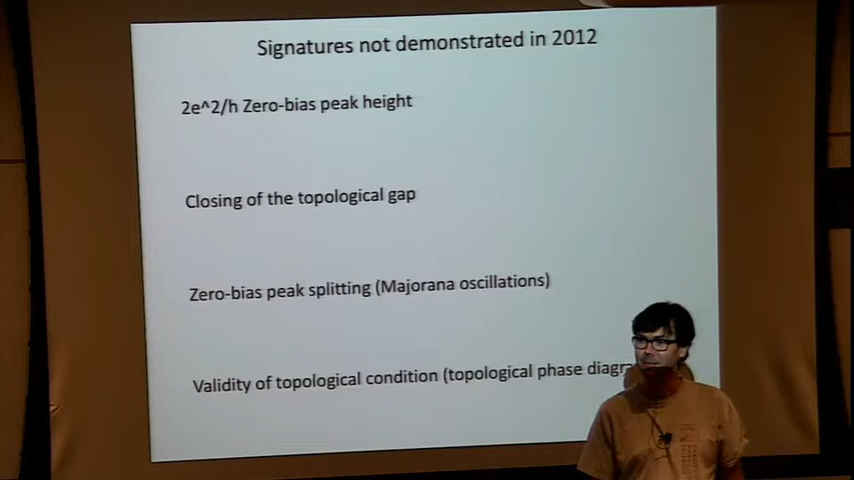 Signatures not demonstrated in 2012
2e^2/h Zero-bias peak height
Closing of the topological gap
Zero-bias peak splitting (Majorana oscillations)
Validity of topological condition (topological phase